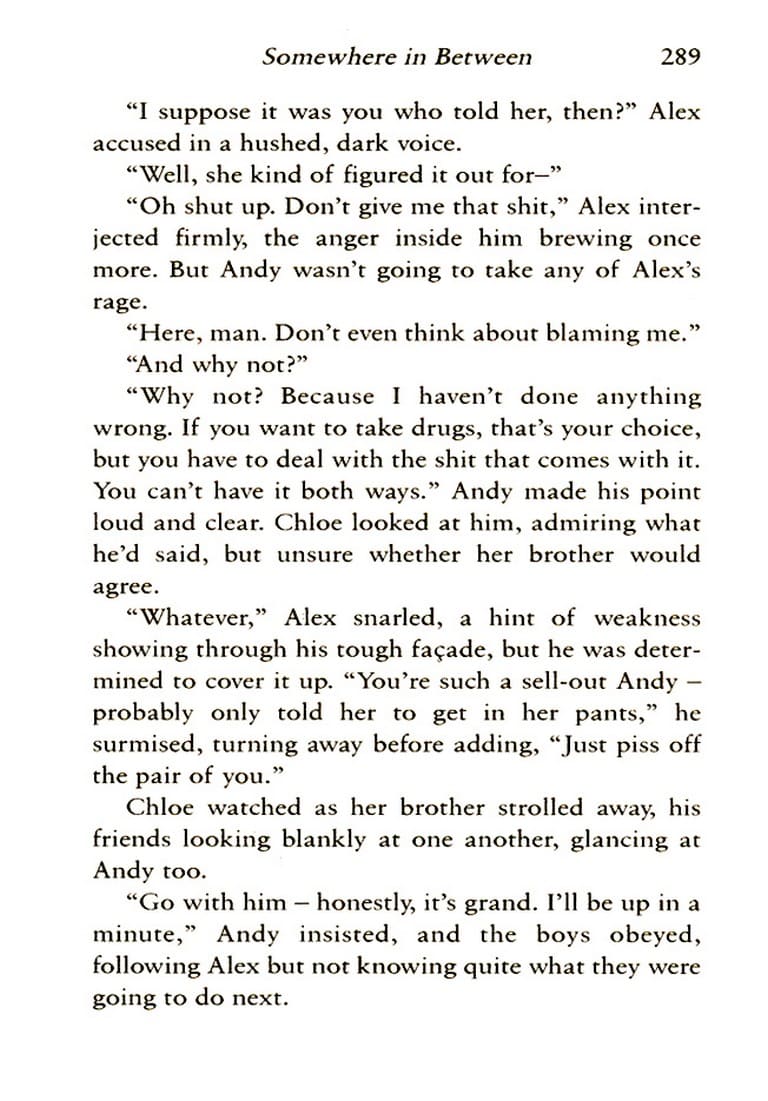 Somewhere in Between 289
“I suppose it was you who told her, then?” Alex
accused in a hushed, dark voice.
“Well, she kind of figured it out for–”
“Oh shut up. Don’t give me that shit,” Alex inter-
jected firmly, the anger inside him brewing once
more. But Andy wasn’t going to take any of Alex’s
rage.
“Here, man. Don’t even think about blaming me.”
“And why not?”
“Why not? Because I haven’t done anything
wrong. If you want to take drugs, that’s your choice,
but you have to deal with the shit that comes with it.
You can’t have it both ways.” Andy made his point
loud and clear. Chloe looked at him, admiring what
he’d said, but unsure whether her brother would
agree.
“Whatever,” Alex snarled, a hint of weakness
showing through his tough façade, but he was deter-
mined to cover it up. “You’re such a sell-out Andy –
probably only told her to get in her pants,” he
surmised, turning away before adding, “Just piss off
the pair of you.”
Chloe watched as her brother strolled away, his
friends looking blankly at one another, glancing at
Andy too.
“Go with him – honestly, it’s grand. I’ll be up in a
minute,” Andy insisted, and the boys obeyed,
following Alex but not knowing quite what they were
going to do next.